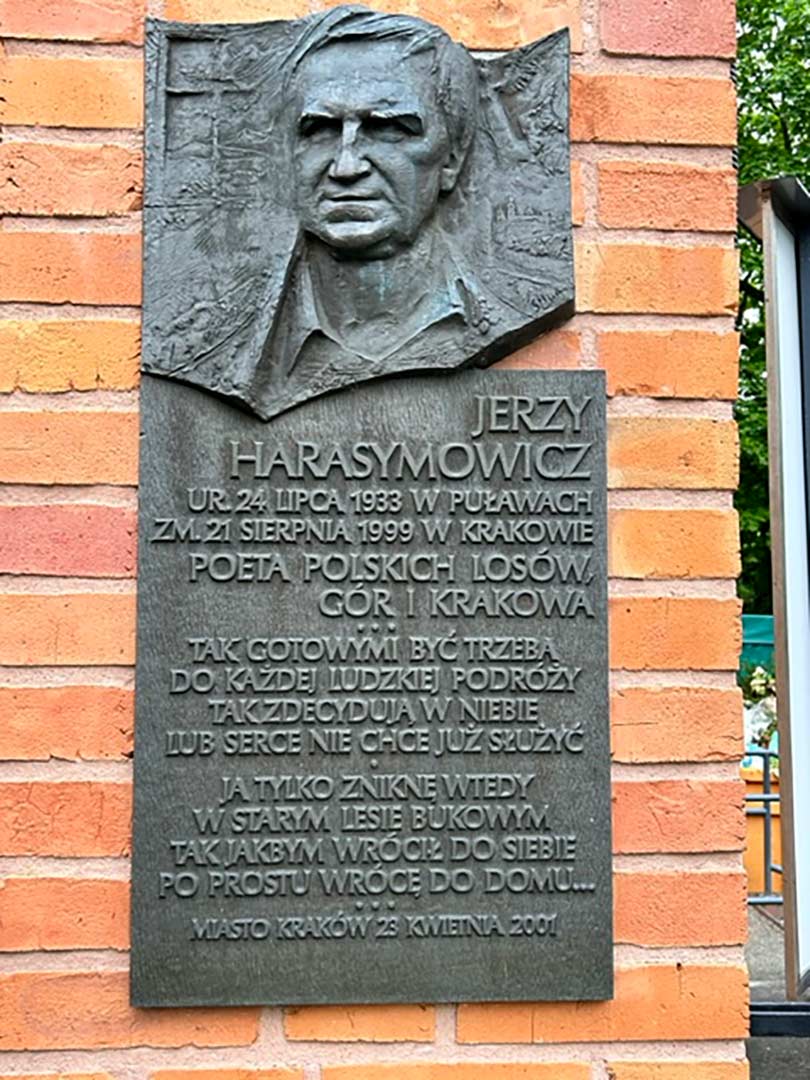 JERZY
HARASYMOWICZ
UR. 24 LIPCA 1933 W PUŁAWACH
ZM. 21 SIERPNIA 1999 W KRAKOWIE
POETA POLSKICH LOSÓW,
GÓR I KRAKOWA
• • •
TAK GOTOWYMI BYĆ TRZEBA
DO KAŻDEJ LUDZKIEJ PODRÓŻY
TAK ZDECYDUJĄ W NIEBIE
LUB SERCE NIE CHCE JUŻ SŁUŻYĆ
•
JA TYLKO ZNIKNĘ WTEDY
W STARYM LESIE BUKOWYM
TAK, JAKBYM WRÓCIŁ DO SIEBIE
PO PROSTU WRÓCĘ DO DOMU...
• • •
MIASTO KRAKÓW 23 KWIETNIA 2001